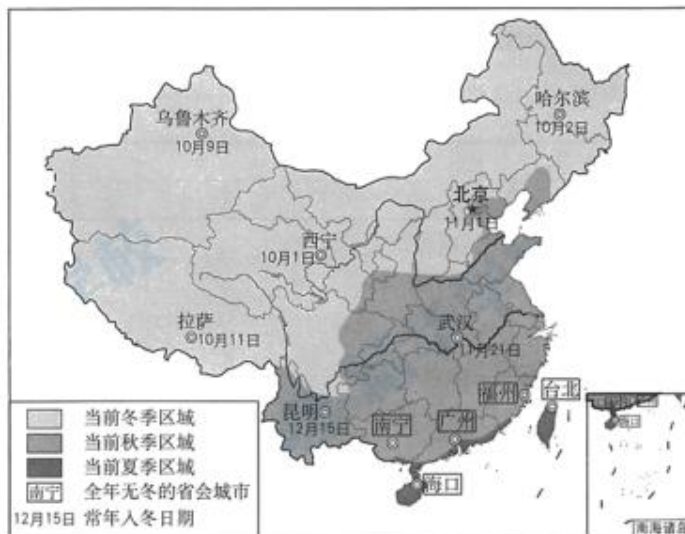 哈尔滨
10月2日
乌鲁木齐
10月9日
北京
11月1日
西宁
10月1日
拉萨
10月11日
武汉
11月21日
昆明
12月15日
南宁
广州
福州
台北
海口
当前冬季区域
当前秋季区域
当前夏季区域
南宁 全年无冬的省会城市
12月15日 常年入冬日期
海口
南海诸岛